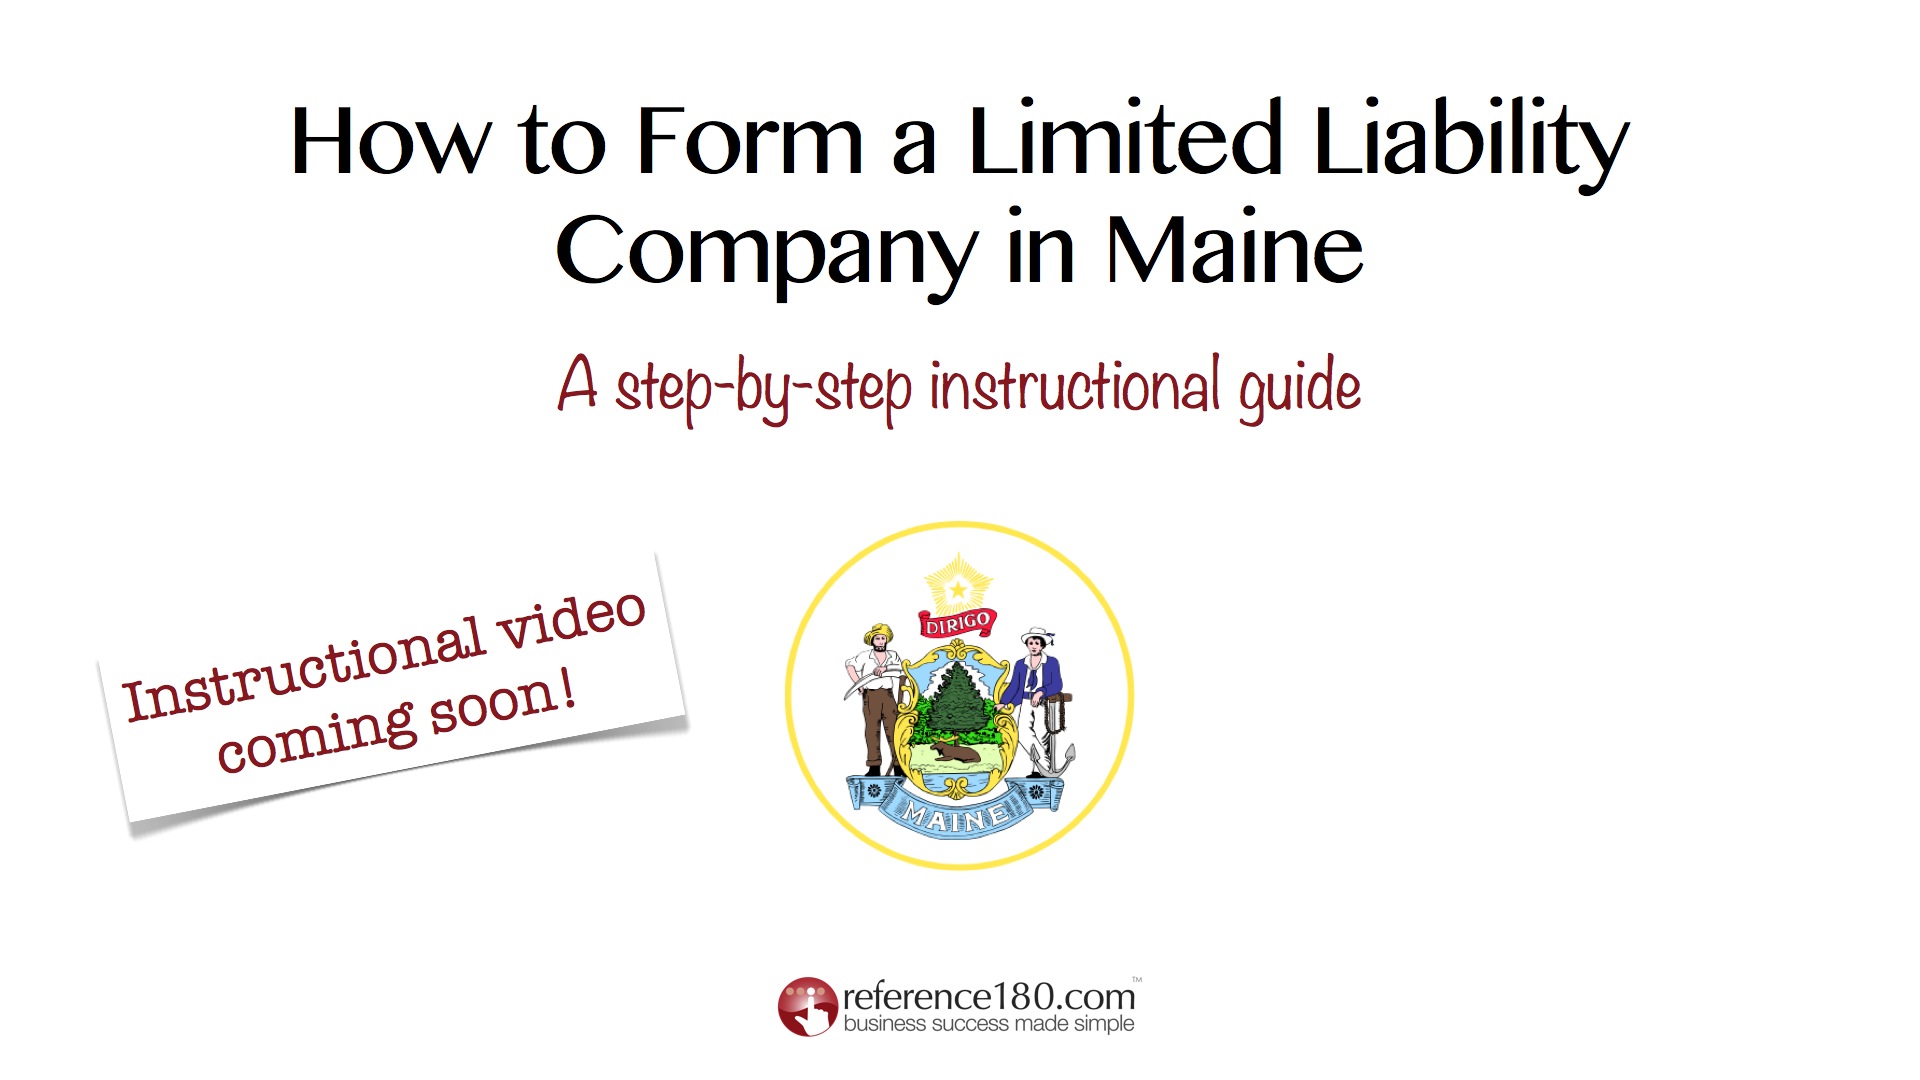 How to Form a Limited Liability
Company in Maine
A step-by-step instructional guide
Instructional video
coming soon!
DIRIGO
MAINE
reference180.com™
business success made simple